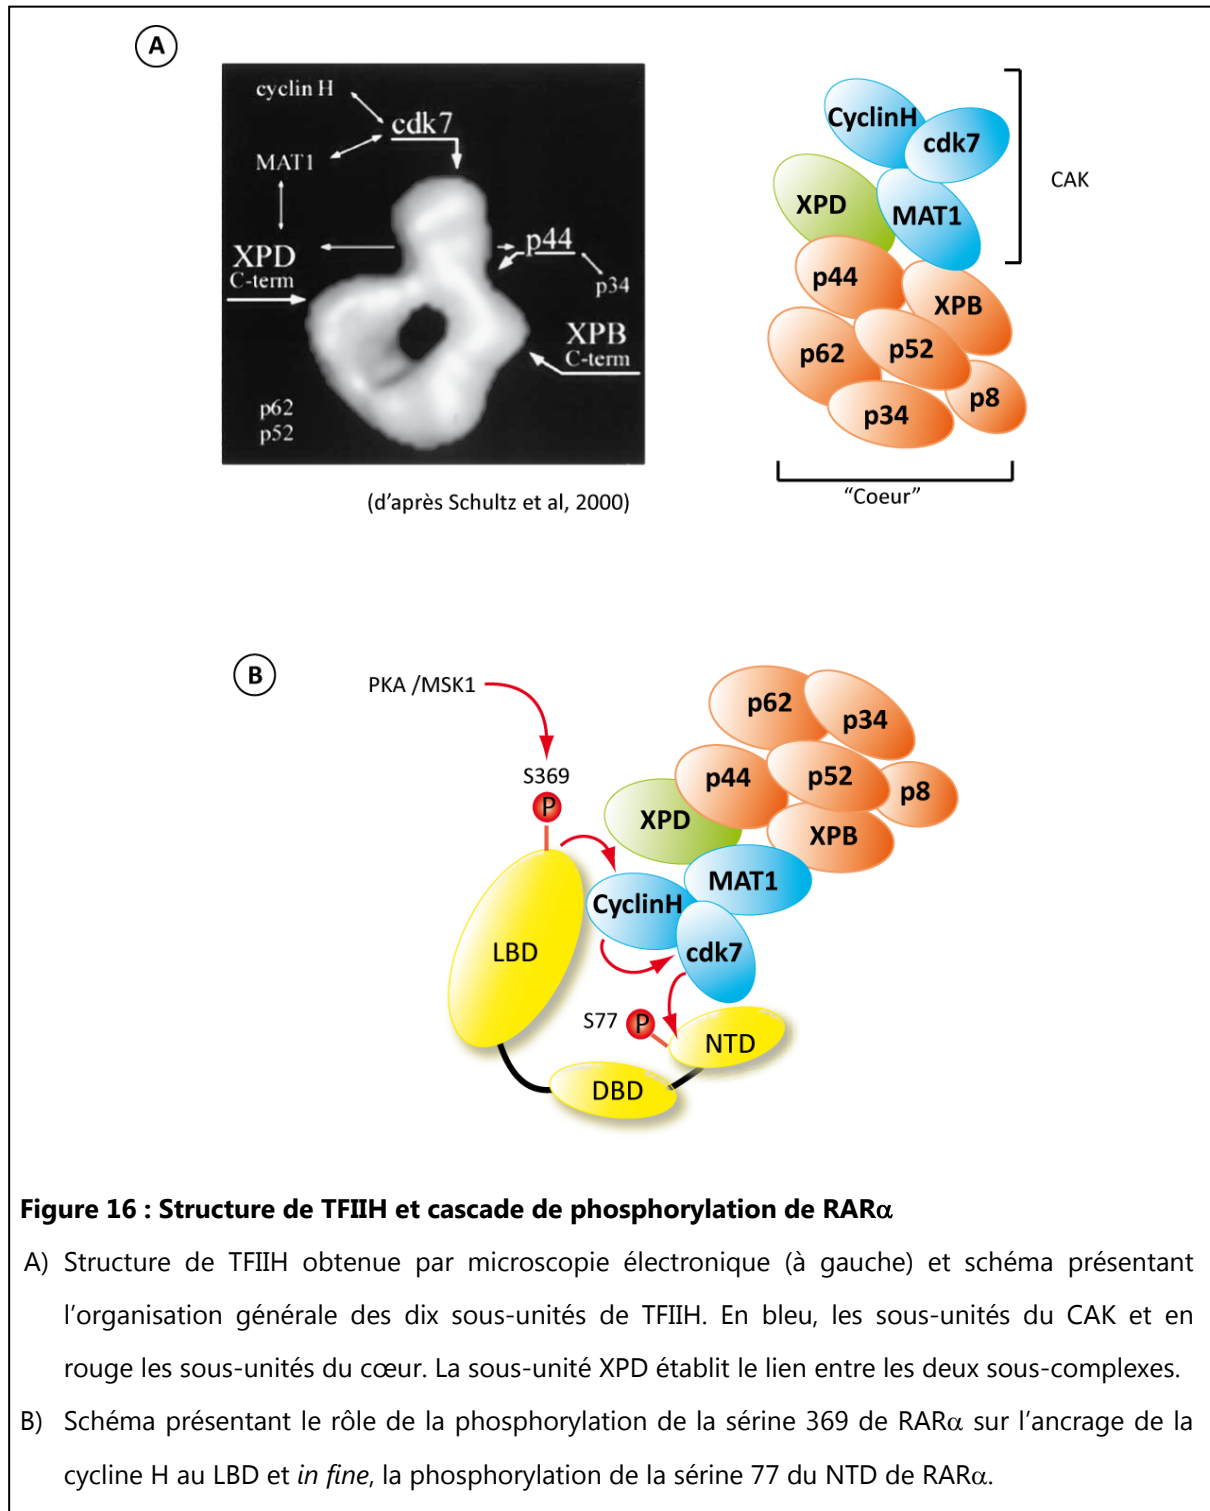 A
cyclin H
cdk7
MAT1
XPD
C-term
p44
p34
XPB
C-term
p62
p52
(d'après Schultz et al, 2000)
CyclinH
cdk7
XPD
MAT1
CAK
p44
XPB
p62
p52
p8
p34
“Coeur”
B
PKA /MSK1
S369
P
p62
p34
p44
p52
p8
XPD
XPB
MAT1
CyclinH
cdk7
LBD
S77
P
NTD
DBD
Figure 16 : Structure de TFIIH et cascade de phosphorylation de RARα
A) Structure de TFIIH obtenue par microscopie électronique (à gauche) et schéma présentant
l’organisation générale des dix sous-unités de TFIIH. En bleu, les sous-unités du CAK et en
rouge les sous-unités du cœur. La sous-unité XPD établit le lien entre les deux sous-complexes.
B) Schéma présentant le rôle de la phosphorylation de la sérine 369 de RARα sur l’ancrage de la
cycline H au LBD et in fine, la phosphorylation de la sérine 77 du NTD de RARα.